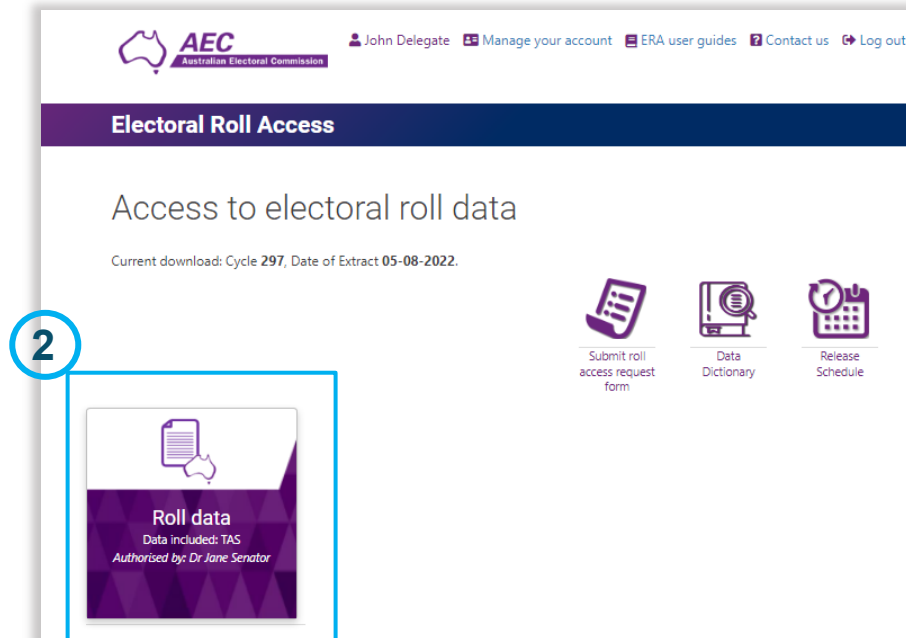 AEC
Australian Electoral Commission
John Delegate Manage your account ERA user guides Contact us Log out
Electoral Roll Access
Access to electoral roll data
Current download: Cycle 297, Date of Extract 05-08-2022.
Submit roll
access request
form
Data
Dictionary
Release
Schedule
2
Roll data
Data included: TAS
Authorised by: Dr Jane Senator